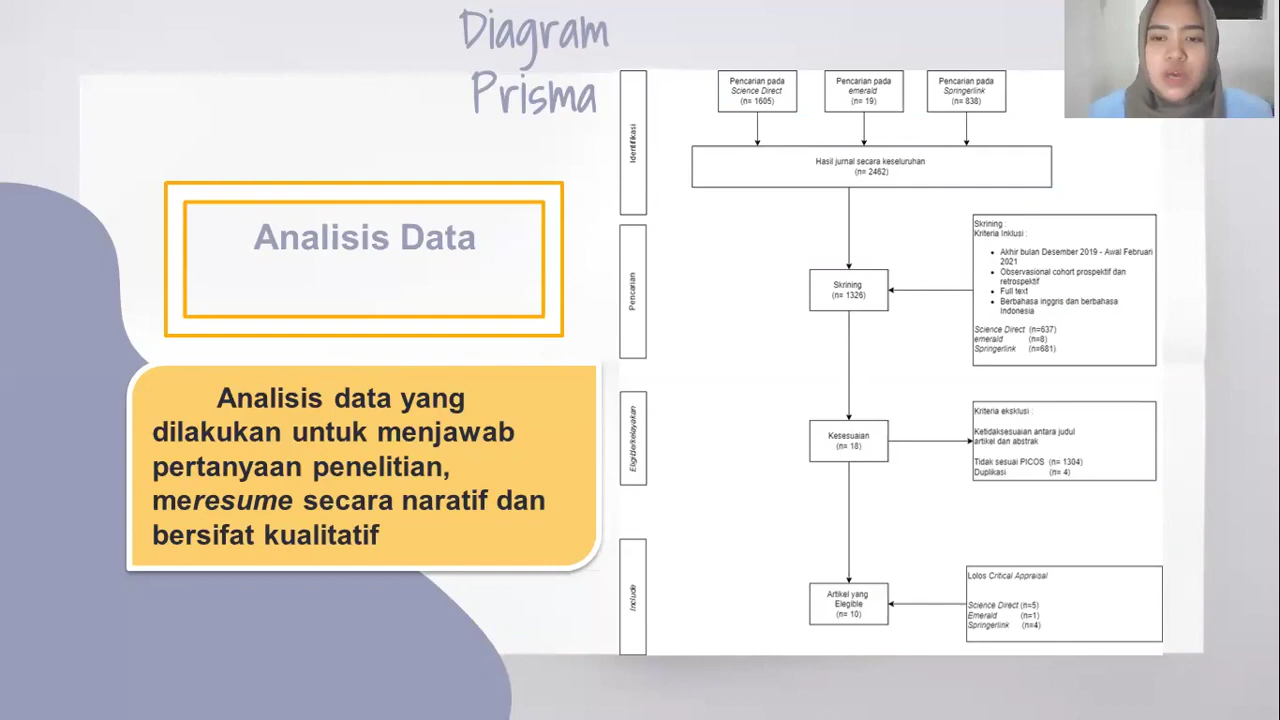 Diagram
Prisma
Analisis Data
Analisis data yang
dilakukan untuk menjawab
pertanyaan penelitian,
meresume secara naratif dan
bersifat kualitatif
Identifikasi
Pencarian pada
Science Direct
(n= 1605)
Pencarian pada
emerald
(n= 19)
Pencarian pada
Springerlink
(n= 838)
Hasil jurnal secara keseluruhan
(n= 2462)
Pencarian
Skrining
(n= 1326)
Skrining :
Kriteria Inklusi :
• Akhir bulan Desember 2019 - Awal Februari
2021
• Observasional cohort prospektif dan
retrospektif
• Full text
• Berbahasa inggris dan berbahasa
Indonesia
Science Direct (n=637)
emerald (n=8)
Springerlink (n=681)
Kesesuaian
(n= 18)
Kriteria eksklusi :
Ketidaksesuaian antara judul
artikel dan abstrak
Tidak sesuai PICOS (n= 1304)
Duplikasi (n= 4)
Include
Artikel yang
Elegible
(n= 10)
Lolos Critical Appraisal
Science Direct (n=5)
Emerald (n=1)
Springerlink (n=4)